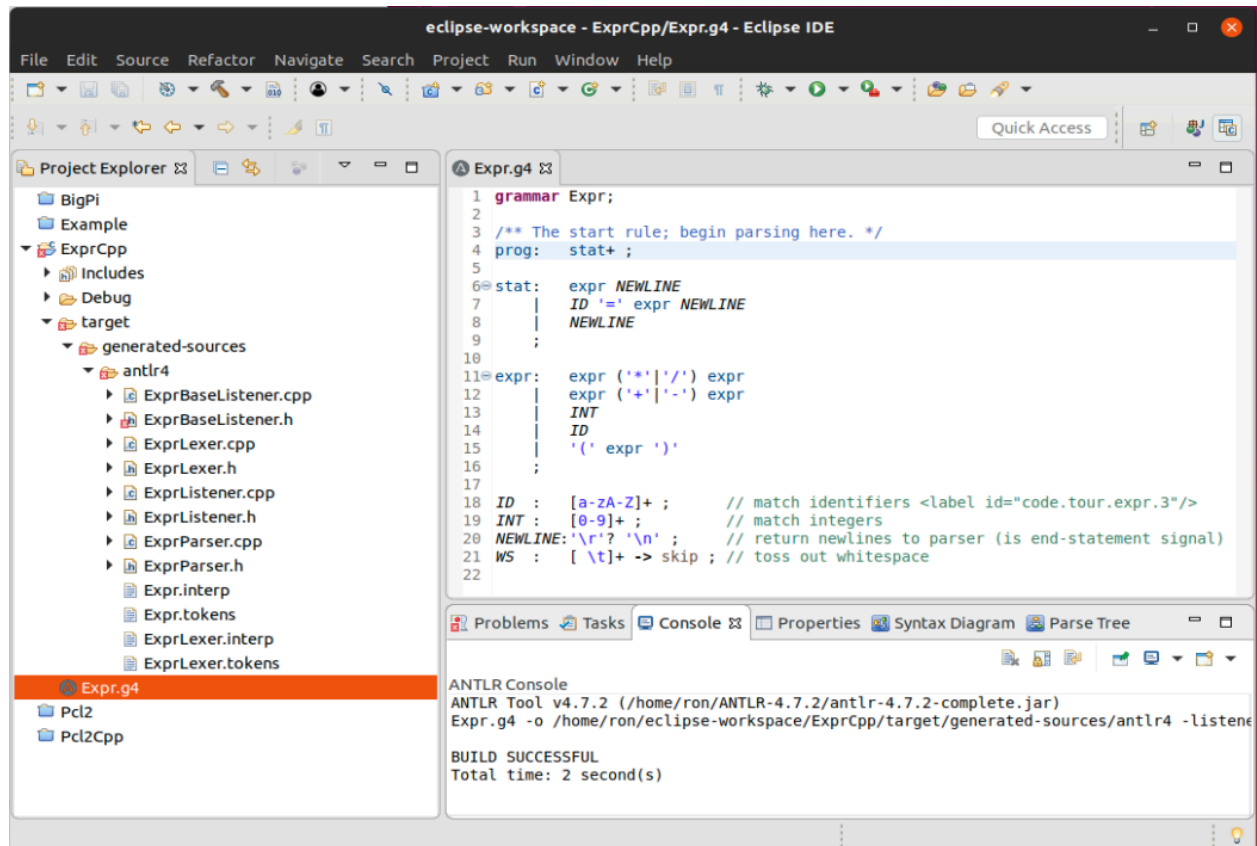 eclipse-workspace - ExprCpp/Expr.g4 - Eclipse IDE
File Edit Source Refactor Navigate Search Project Run Window Help
Quick Access
Project Explorer
BigPi
Example
ExprCpp
Includes
Debug
target
generated-sources
antlr4
ExprBaseListener.cpp
ExprBaseListener.h
ExprLexer.cpp
ExprLexer.h
ExprListener.cpp
ExprListener.h
ExprParser.cpp
ExprParser.h
Expr.interp
Expr.tokens
ExprLexer.interp
ExprLexer.tokens
Expr.g4
Pcl2
Pcl2Cpp
Expr.g4
1 grammar Expr;
2
3 /** The start rule; begin parsing here. */
4 prog: stat+ ;
5
6 stat: expr NEWLINE
7 | ID '=' expr NEWLINE
8 | NEWLINE
9 ;
10
11 expr: expr ('*'|'/') expr
12 | expr ('+'|'-') expr
13 | INT
14 | ID
15 | '(' expr ')'
16 ;
17
18 ID : [a-zA-Z]+ ; // match identifiers <label id="code.tour.expr.3"/>
19 INT : [0-9]+ ; // match integers
20 NEWLINE:'\r'? '\n' ; // return newlines to parser (is end-statement signal)
21 WS : [ \t]+ -> skip ; // toss out whitespace
22
Problems Tasks Console Properties Syntax Diagram Parse Tree
ANTLR Console
ANTLR Tool v4.7.2 (/home/ron/ANTLR-4.7.2/antlr-4.7.2-complete.jar)
Expr.g4 -o /home/ron/eclipse-workspace/ExprCpp/target/generated-sources/antlr4 -listene
BUILD SUCCESSFUL
Total time: 2 second(s)